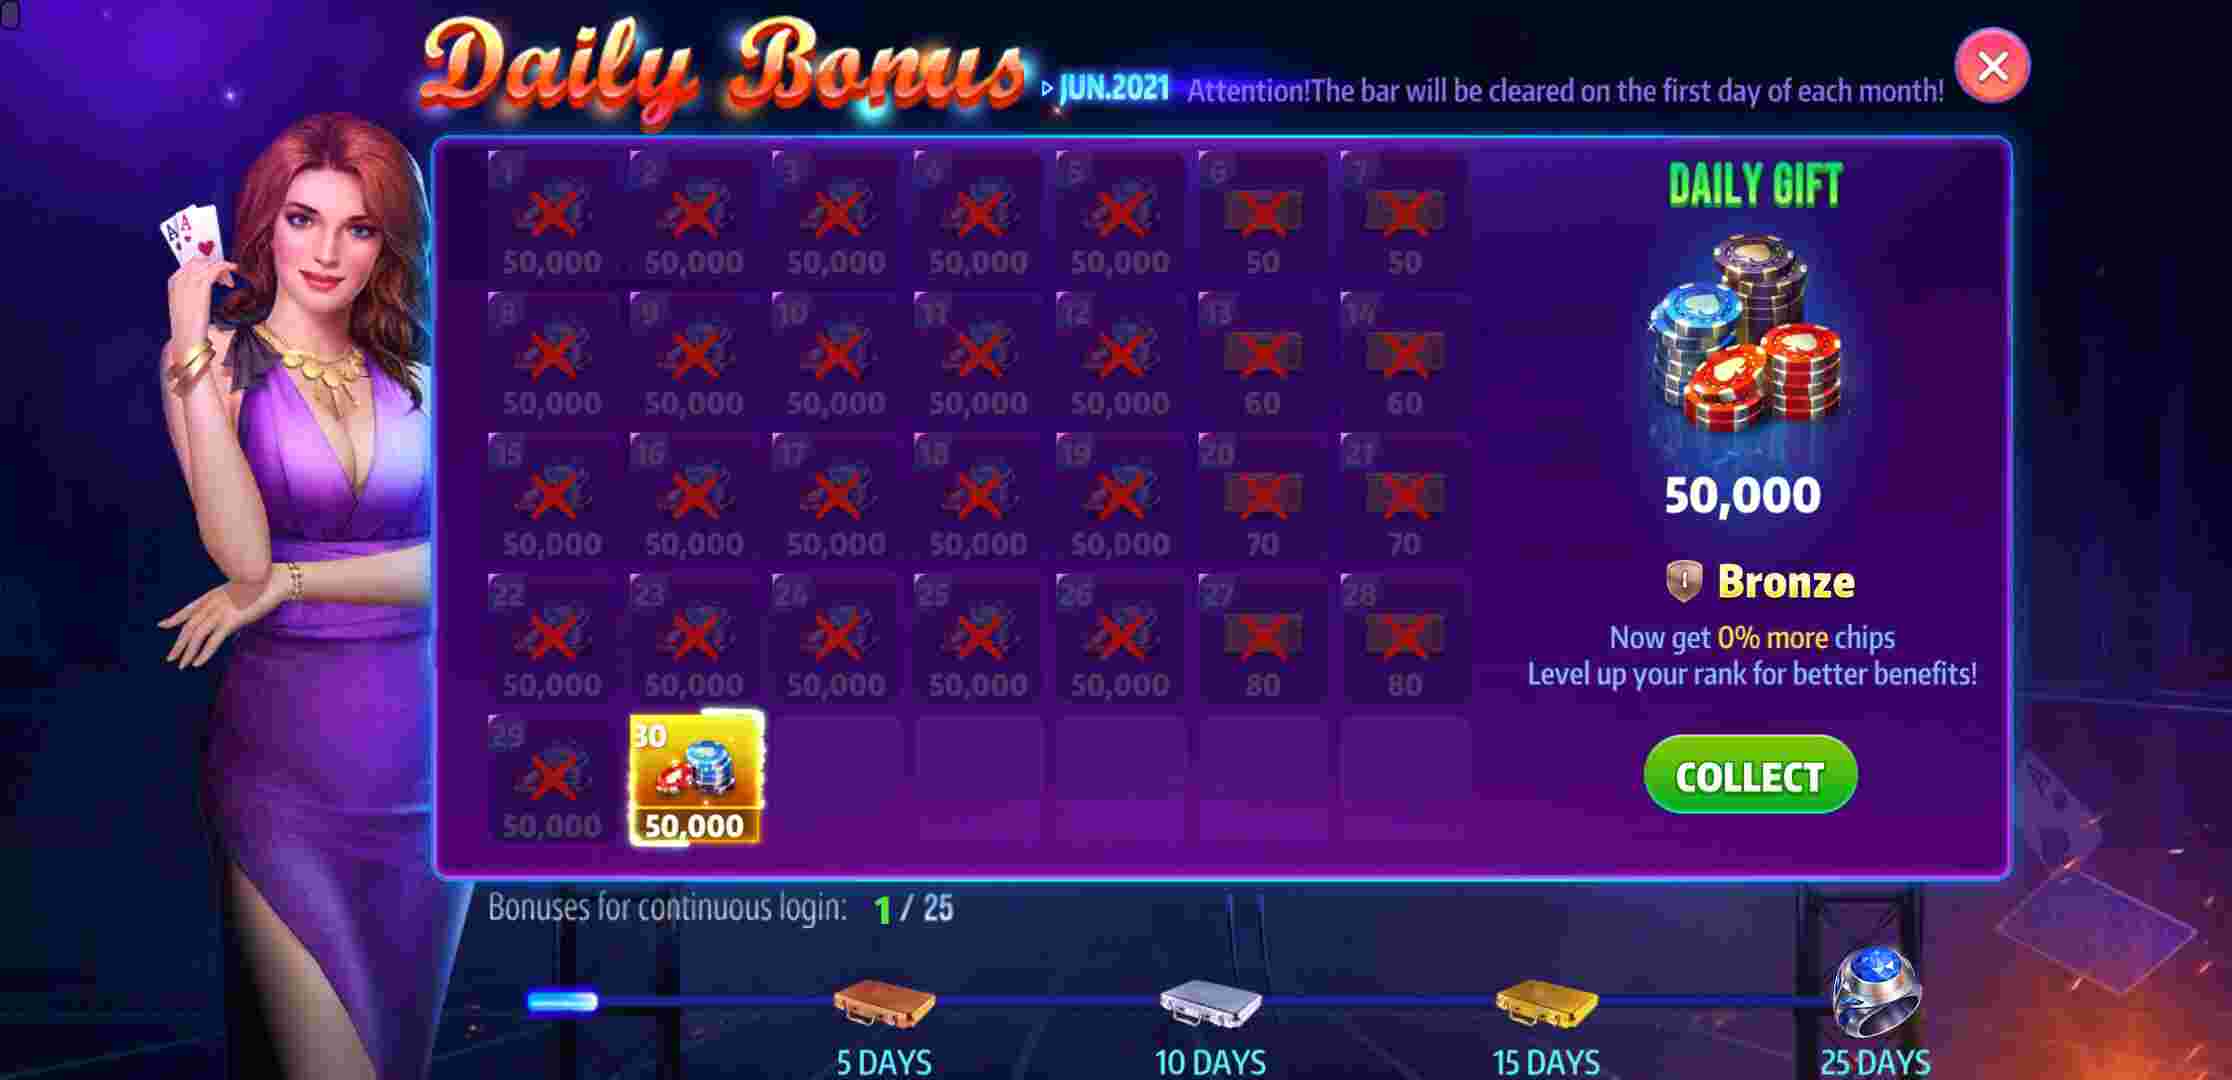 Daily Bonus
JUN.2021
Attention!The bar will be cleared on the first day of each month!
1 2 3 4 5 6 7
50,000 50,000 50,000 50,000 50,000 50 50
8 9 10 11 12 13 14
50,000 50,000 50,000 50,000 50,000 60 60
15 16 17 18 19 20 21
50,000 50,000 50,000 50,000 50,000 70 70
22 23 24 25 26 27 28
50,000 50,000 50,000 50,000 50,000 80 80
29 30
50,000 50,000
DAILY GIFT
50,000
Bronze
Now get 0% more chips
Level up your rank for better benefits!
COLLECT
Bonuses for continuous login: 1 / 25
5 DAYS 10 DAYS 15 DAYS 25 DAYS
A A